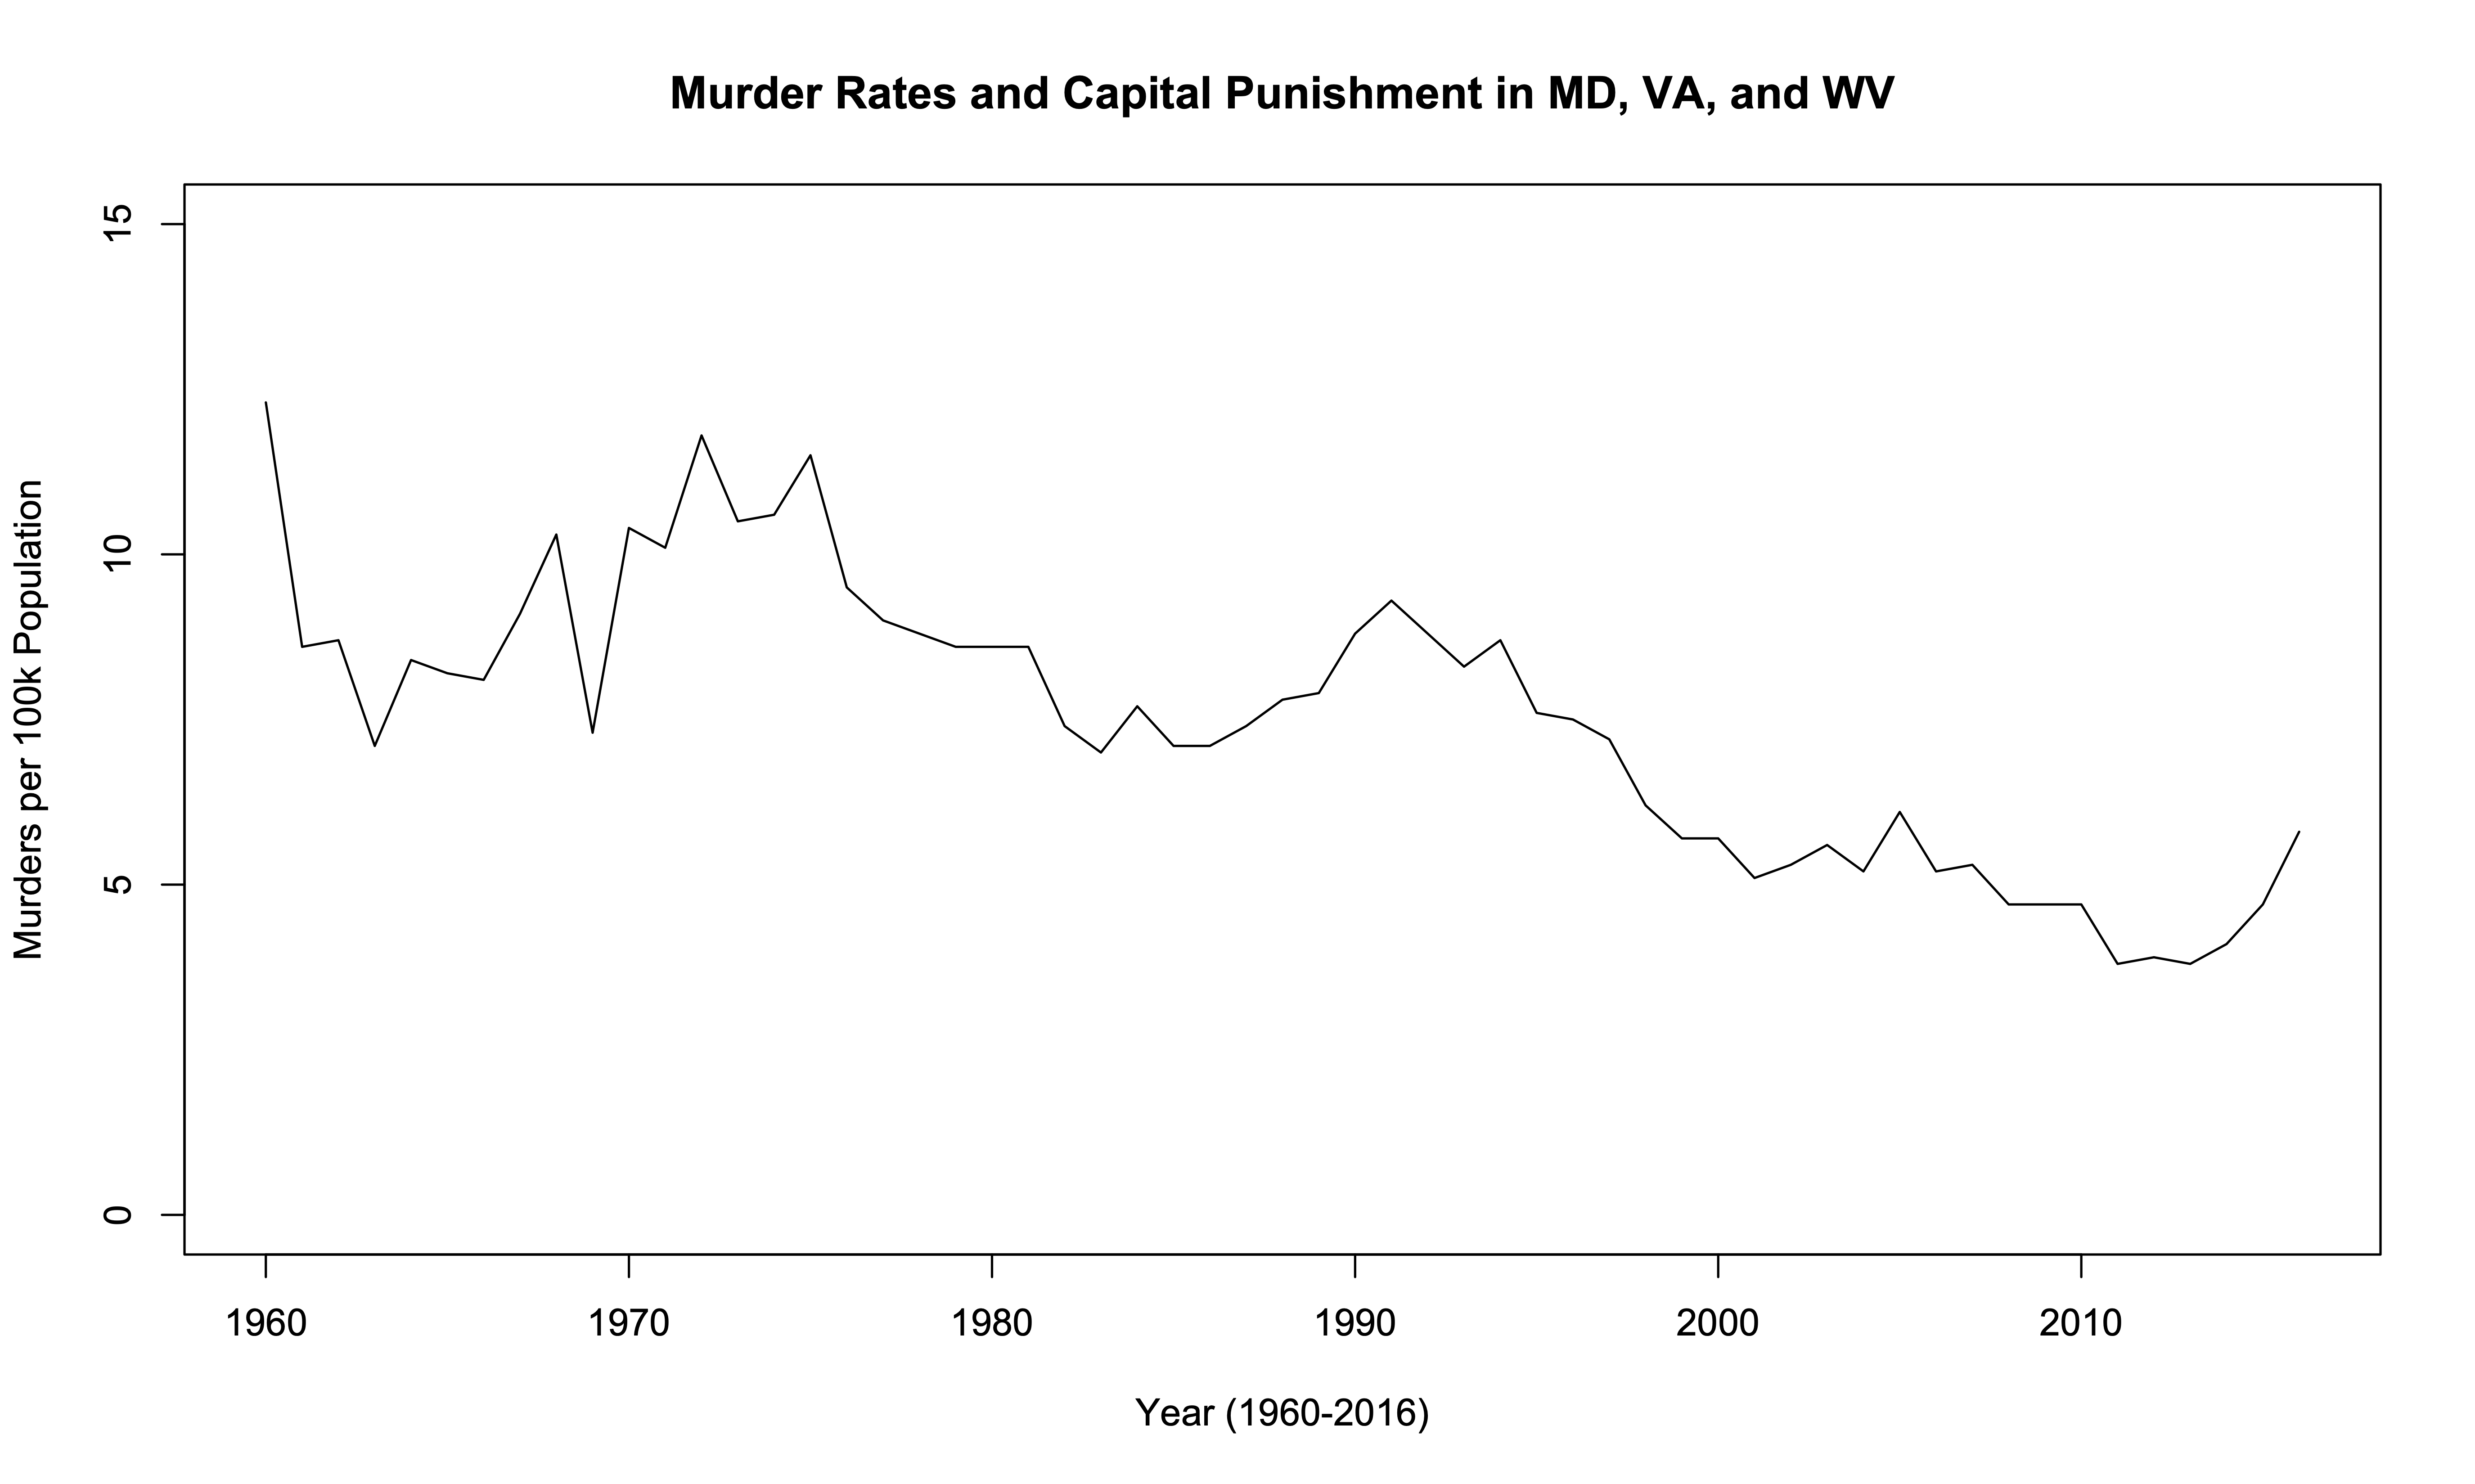 Murder Rates and Capital Punishment in MD, VA, and WV
Murders per 100k Population
15
10
5
0
1960 1970 1980 1990 2000 2010
Year (1960-2016)